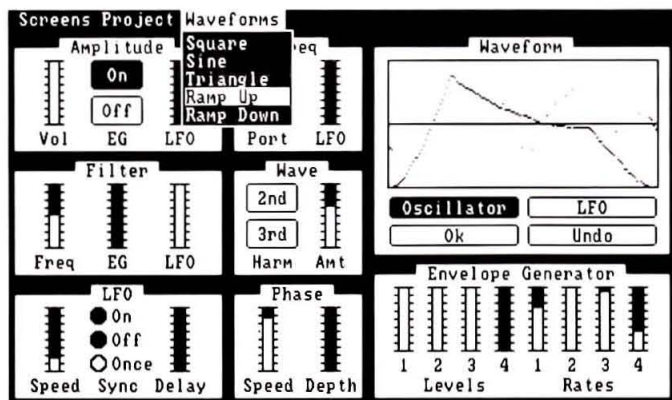 Screens Project Waveforms
Square
Sine
Triangle
Ramp Up
Ramp Down
Amplitude
On
Off
Vol EG LFO
req
Port LFO
Waveform
Oscillator LFO
Ok Undo
Filter
Freq EG LFO
Wave
2nd
3rd
Harm Amt
LFO
On
Off
Once
Speed Sync Delay
Phase
Speed Depth
Envelope Generator
1 2 3 4 1 2 3 4
Levels Rates